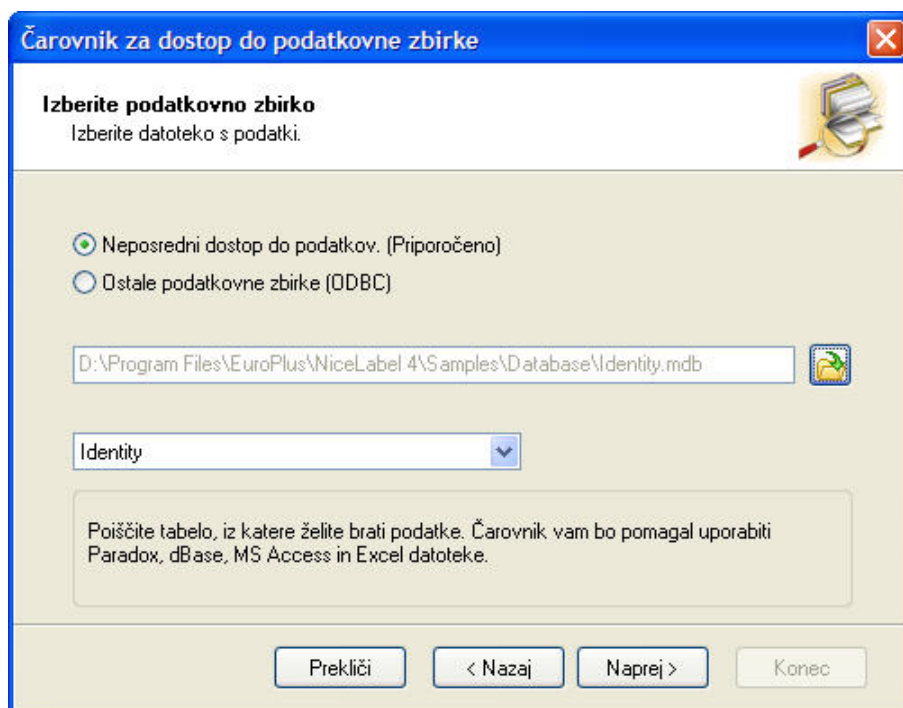 Čarovnik za dostop do podatkovne zbirke
Izberite podatkovno zbirko
Izberite datoteko s podatki.
Neposredni dostop do podatkov. (Priporočeno)
Ostale podatkovne zbirke (ODBC)
D:\Program Files\EuroPlus\NiceLabel 4\Samples\Database\Identity.mdb
Identity
Poiščite tabelo, iz katere želite brati podatke. Čarovnik vam bo pomagal uporabiti
Paradox, dBase, MS Access in Excel datoteke.
Prekliči < Nazaj Naprej > Konec